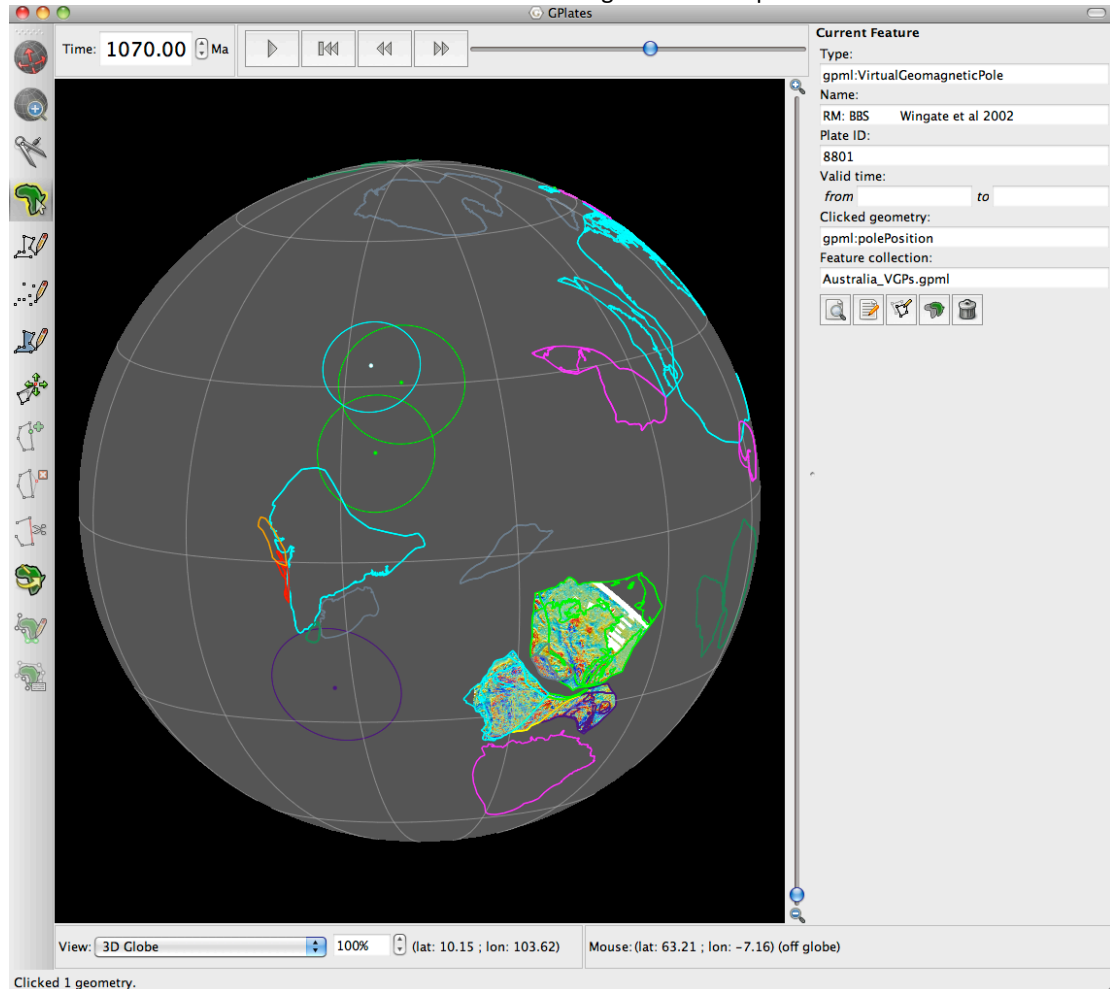 GPlates
Time: 1070.00 Ma
Current Feature
Type:
gpml:VirtualGeomagneticPole
Name:
RM: BBS Wingate et al 2002
Plate ID:
8801
Valid time:
from to
Clicked geometry:
gpml:polePosition
Feature collection:
Australia_VGPs.gpml
View: 3D Globe 100% (lat: 10.15 ; lon: 103.62) Mouse: (lat: 63.21 ; lon: -7.16) (off globe)
Clicked 1 geometry.